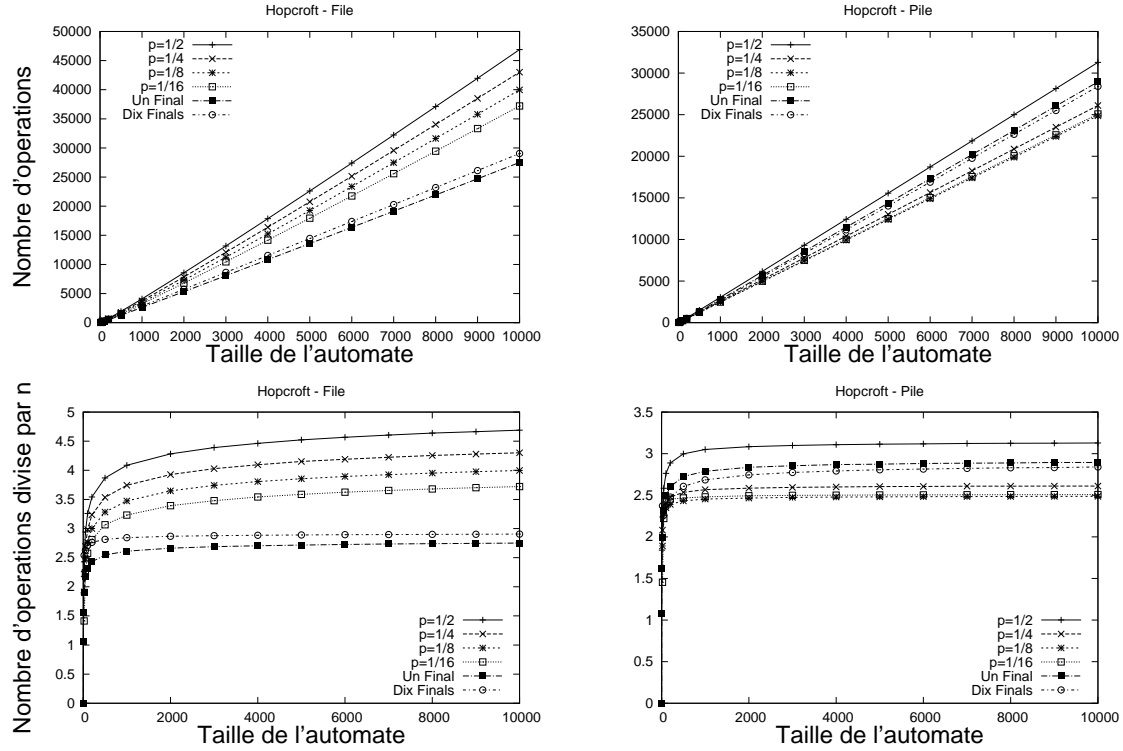 Hopcroft - File
50000
45000
40000
35000
30000
25000
20000
15000
10000
5000
0
p=1/2
p=1/4
p=1/8
p=1/16
Un Final
Dix Finals
0 1000 2000 3000 4000 5000 6000 7000 8000 9000 10000
Taille de l'automate
Nombre d'operations
Hopcroft - Pile
35000
30000
25000
20000
15000
10000
5000
0
p=1/2
p=1/4
p=1/8
p=1/16
Un Final
Dix Finals
0 1000 2000 3000 4000 5000 6000 7000 8000 9000 10000
Taille de l'automate
Hopcroft - File
5
4.5
4
3.5
3
2.5
2
1.5
1
0.5
0
p=1/2
p=1/4
p=1/8
p=1/16
Un Final
Dix Finals
0 2000 4000 6000 8000 10000
Taille de l'automate
Nombre d'operations divise par n
Hopcroft - Pile
3.5
3
2.5
2
1.5
1
0.5
0
p=1/2
p=1/4
p=1/8
p=1/16
Un Final
Dix Finals
0 2000 4000 6000 8000 10000
Taille de l'automate